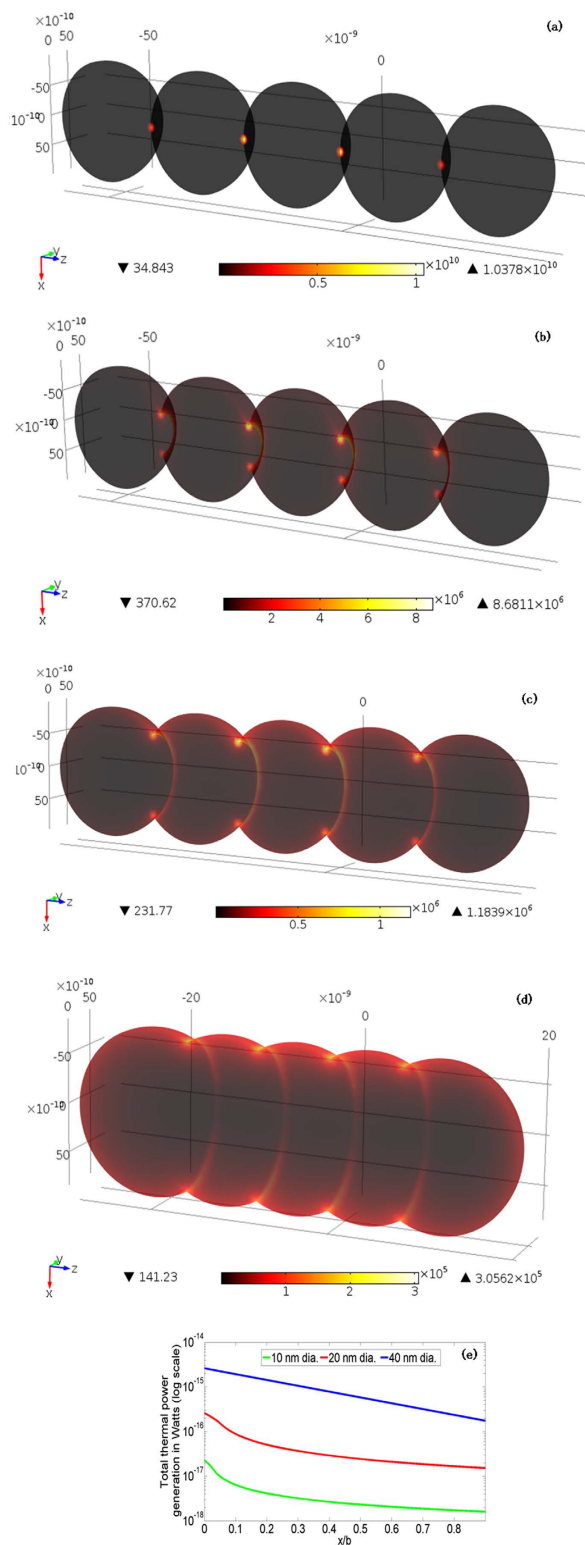 (a)
×10⁻¹⁰
0 50
-50
×10⁻⁹
0
-50
10⁻¹⁰0
50
y
z
x
▼ 34.843
0.5
1
×10¹⁰
▲ 1.0378×10¹⁰
(b)
×10⁻¹⁰
0 50
-50
×10⁻⁹
0
-50
×10⁻¹⁰ 0
50
y
z
x
▼ 370.62
2 4 6 8
×10⁶
▲ 8.6811×10⁶
(c)
×10⁻¹⁰
0 50
0
-50
10⁻¹⁰0
50
y
z
x
▼ 231.77
0.5
1
×10⁶
▲ 1.1839×10⁶
(d)
×10⁻¹⁰
0 50
-20
×10⁻⁹
0
20
-50
×10⁻¹⁰ 0
50
y
z
x
▼ 141.23
1 2 3
×10⁵
▲ 3.0562×10⁵
(e)
10 nm dia. 20 nm dia. 40 nm dia.
Total thermal power
generation in Watts (log scale)
10⁻¹⁴
10⁻¹⁵
10⁻¹⁶
10⁻¹⁷
10⁻¹⁸
0 0.1 0.2 0.3 0.4 0.5 0.6 0.7 0.8
x/b